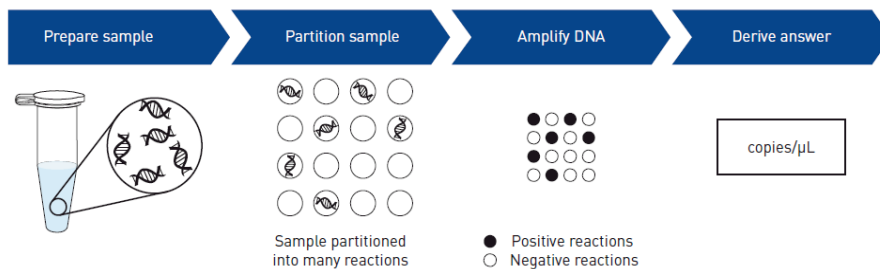 Prepare sample
Partition sample
Amplify DNA
Derive answer
copies/µL
Sample partitioned
into many reactions
Positive reactions
Negative reactions